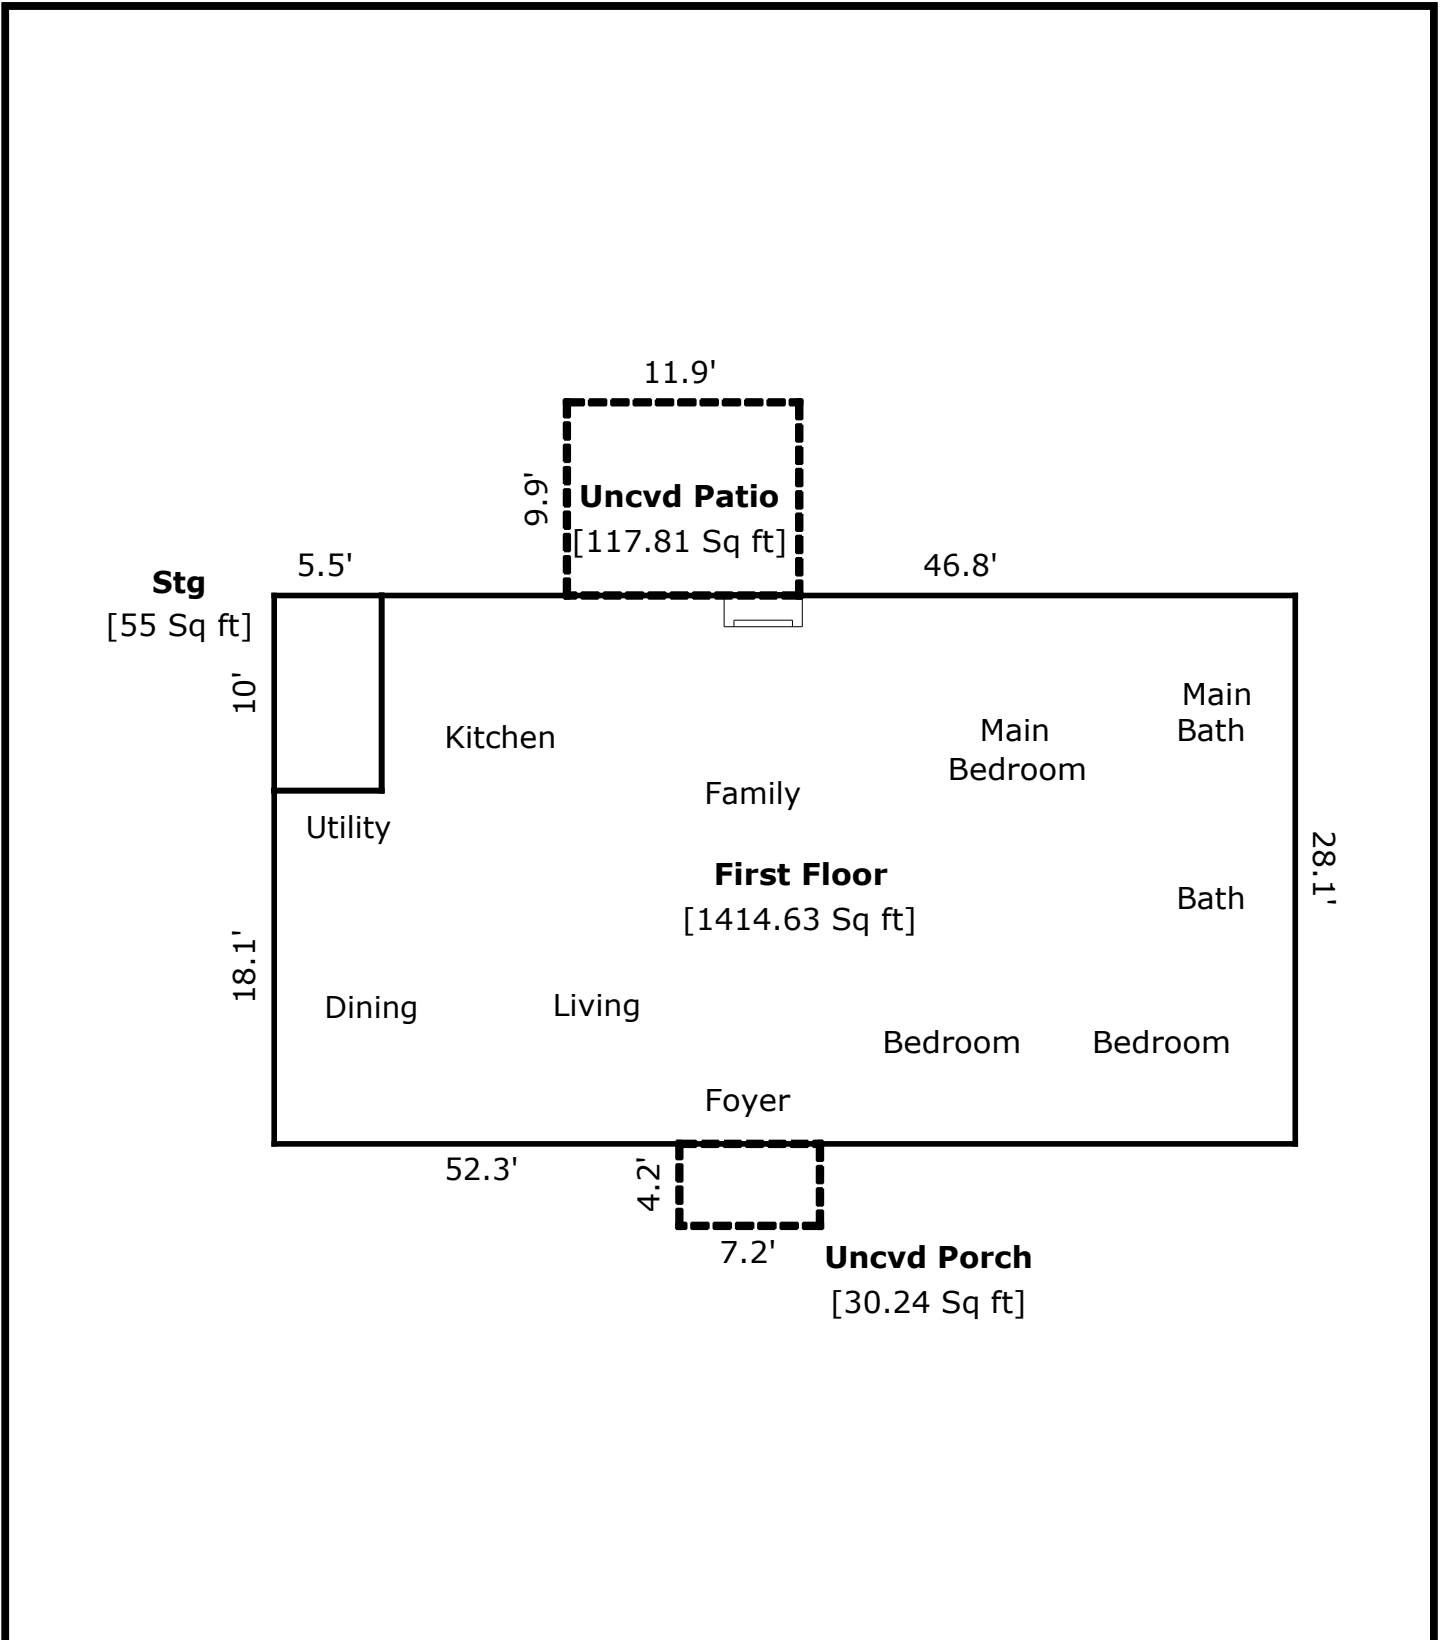 11.9'
9.9'
Uncvd Patio
[117.81 Sq ft]
5.5'
46.8'
Stg
[55 Sq ft]
10'
Main
Bath
Main
Bedroom
Kitchen
Family
Utility
First Floor
[1414.63 Sq ft]
28.1'
Bath
18.1'
Dining
Living
Bedroom
Bedroom
Foyer
52.3'
4.2'
7.2'
Uncvd Porch
[30.24 Sq ft]